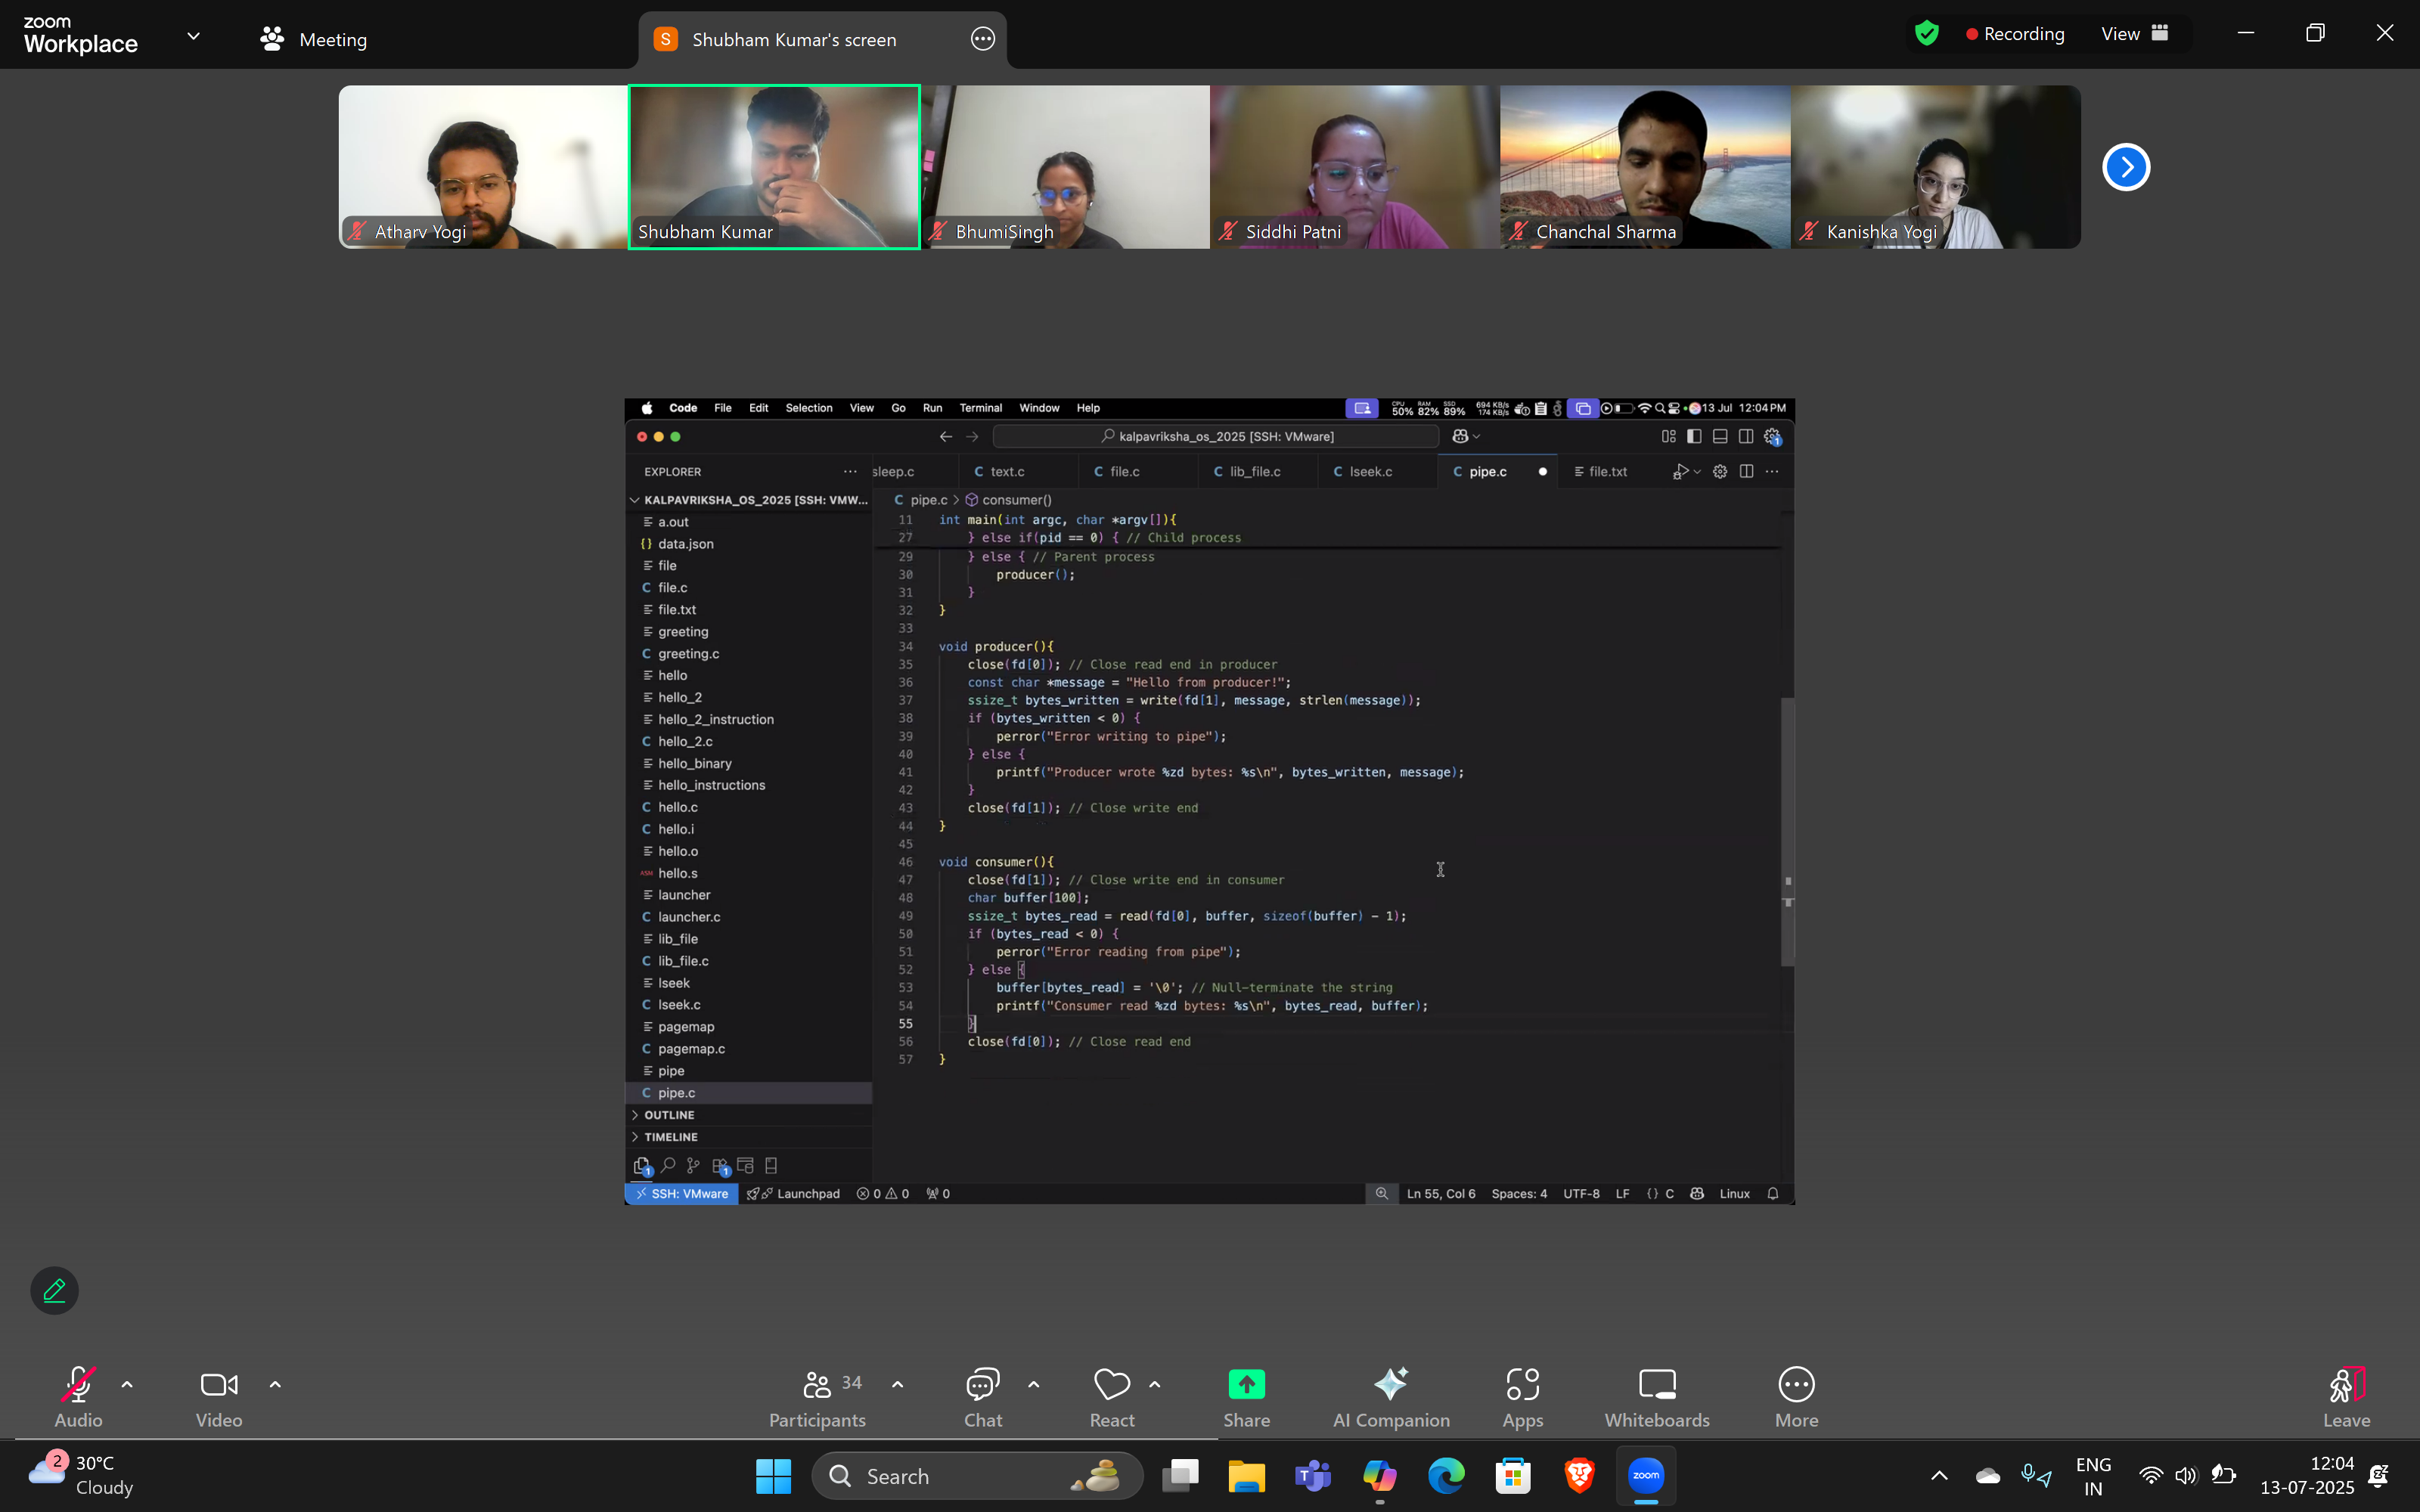 zoom
Workplace
Meeting
S Shubham Kumar's screen
Recording
View
Atharv Yogi
Shubham Kumar
BhumiSingh
Siddhi Patni
Chanchal Sharma
Kanishka Yogi
Code File Edit Selection View Go Run Terminal Window Help
CPU 50% RAM 82% SSD 89% 694 KB/s 174 KB/s 13 Jul 12:04 PM
kalpavriksha_os_2025 [SSH: VMware]
EXPLORER
sleep.c
C text.c
C file.c
C lib_file.c
C lseek.c
C pipe.c
file.txt
KALPAVRIKSHA_OS_2025 [SSH: VMW...
a.out
{} data.json
file
C file.c
file.txt
greeting
C greeting.c
hello
hello_2
hello_2_instruction
C hello_2.c
hello_binary
hello_instructions
C hello.c
C hello.i
hello.o
ASM hello.s
launcher
C launcher.c
lib_file
C lib_file.c
lseek
C lseek.c
pagemap
C pagemap.c
pipe
C pipe.c
OUTLINE
TIMELINE
C pipe.c > consumer()
11 int main(int argc, char *argv[]){
27 } else if(pid == 0) { // Child process
29 } else { // Parent process
30 producer();
31 }
32 }
33
34 void producer(){
35 close(fd[0]); // Close read end in producer
36 const char *message = "Hello from producer!";
37 ssize_t bytes_written = write(fd[1], message, strlen(message));
38 if (bytes_written < 0) {
39 perror("Error writing to pipe");
40 } else {
41 printf("Producer wrote %zd bytes: %s\n", bytes_written, message);
42 }
43 close(fd[1]); // Close write end
44 }
45
46 void consumer(){
47 close(fd[1]); // Close write end in consumer
48 char buffer[100];
49 ssize_t bytes_read = read(fd[0], buffer, sizeof(buffer) - 1);
50 if (bytes_read < 0) {
51 perror("Error reading from pipe");
52 } else {
53 buffer[bytes_read] = '\0'; // Null-terminate the string
54 printf("Consumer read %zd bytes: %s\n", bytes_read, buffer);
55 }
56 close(fd[0]); // Close read end
57 }
SSH: VMware Launchpad 0 0 0
Ln 55, Col 6 Spaces: 4 UTF-8 LF {} C Linux
Audio
Video
34
Participants
Chat
React
Share
AI Companion
Apps
Whiteboards
More
Leave
2
30°C
Cloudy
Search
zoom
ENG
IN
12:04
13-07-2025